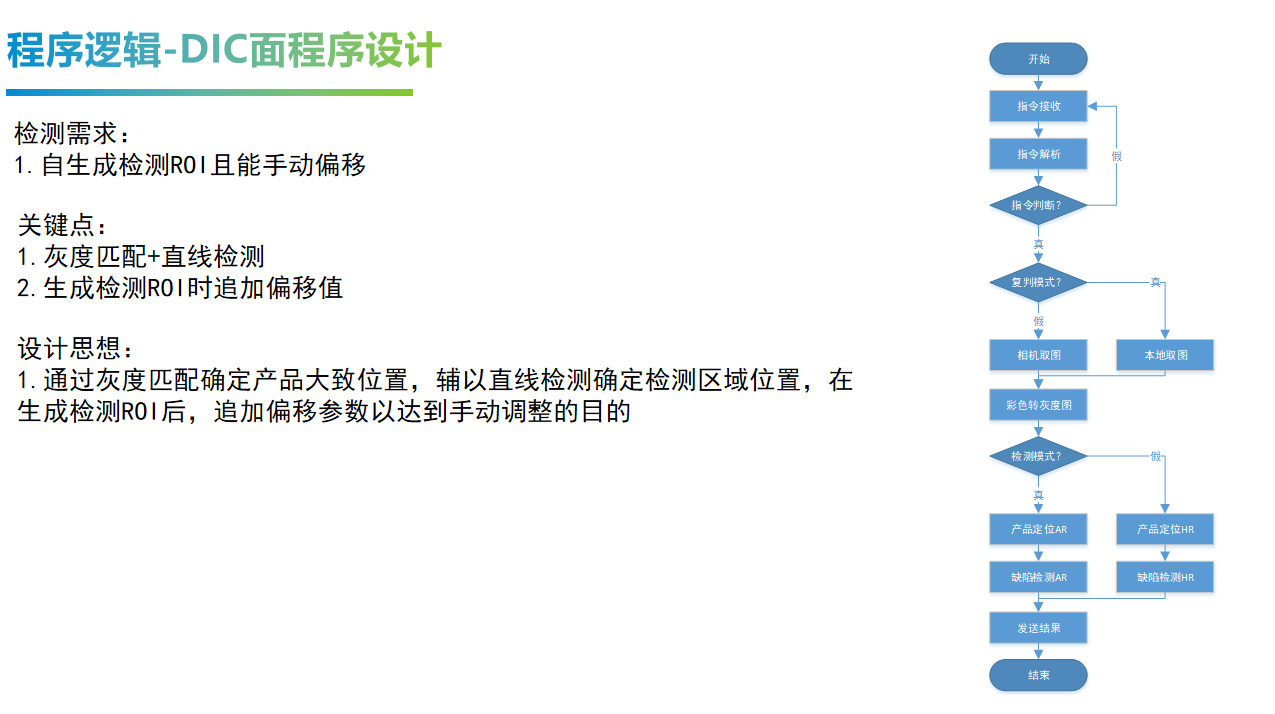 程序逻辑-DIC面程序设计
检测需求：
1.自生成检测ROI且能手动偏移
关键点：
1.灰度匹配+直线检测
2.生成检测ROI时追加偏移值
设计思想：
1.通过灰度匹配确定产品大致位置，辅以直线检测确定检测区域位置，在
生成检测ROI后，追加偏移参数以达到手动调整的目的
开始
指令接收
指令解析
假
指令判断？
真
复判模式？
真
假
相机取图
本地取图
彩色转灰度图
检测模式？
假
真
产品定位AR
产品定位HR
缺陷检测AR
缺陷检测HR
发送结果
结束